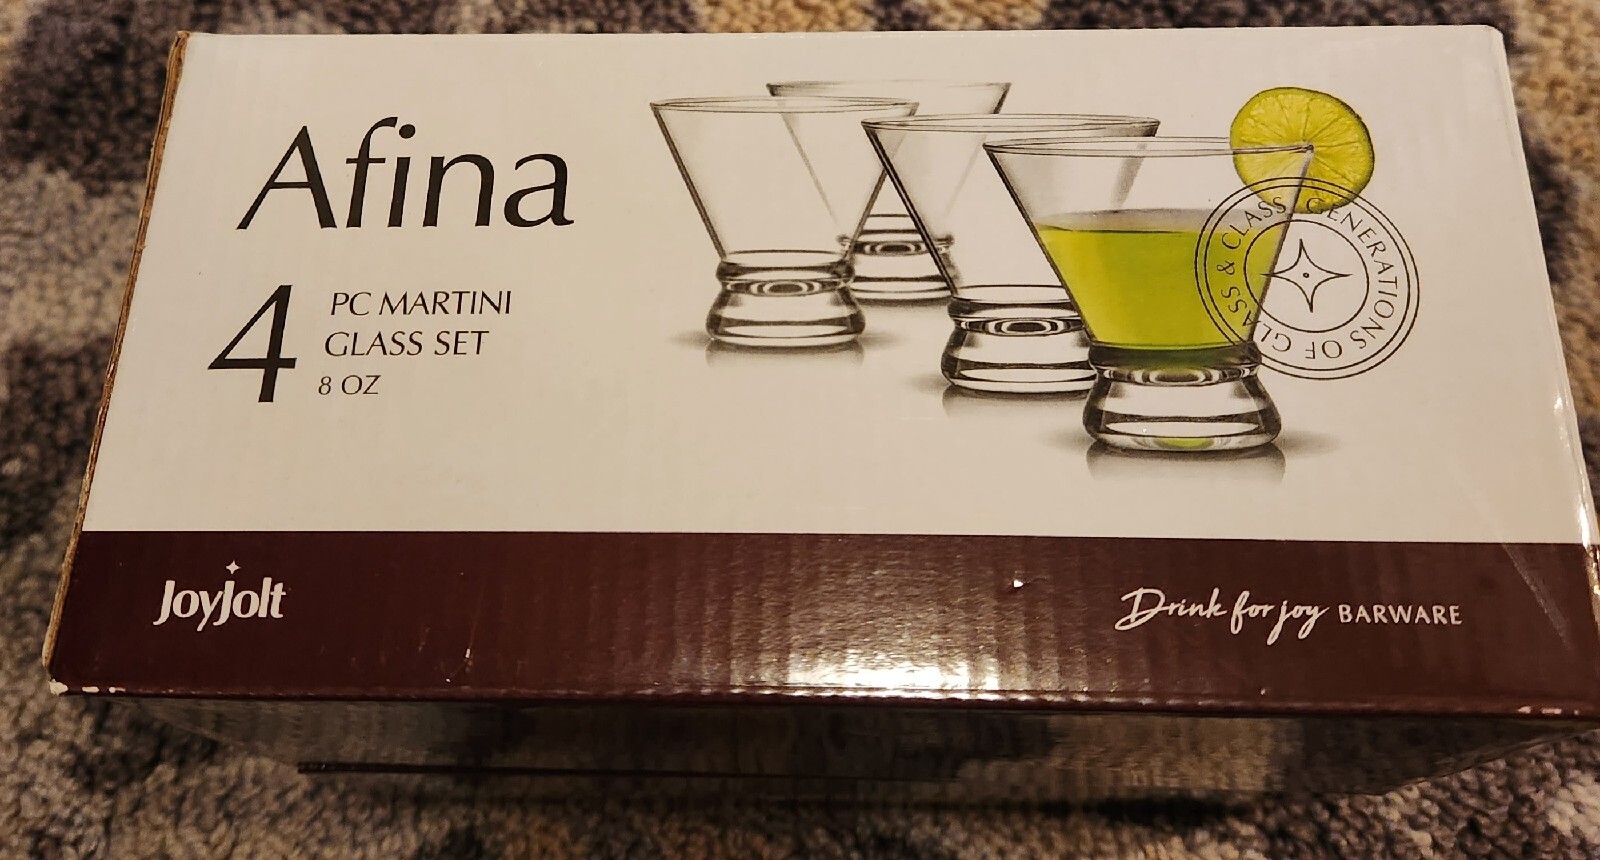 Afina
4 PC MARTINI
GLASS SET
8 OZ
GENERATIONS OF GLASS & CLASS
JoyJolt
Drink for joy BARWARE